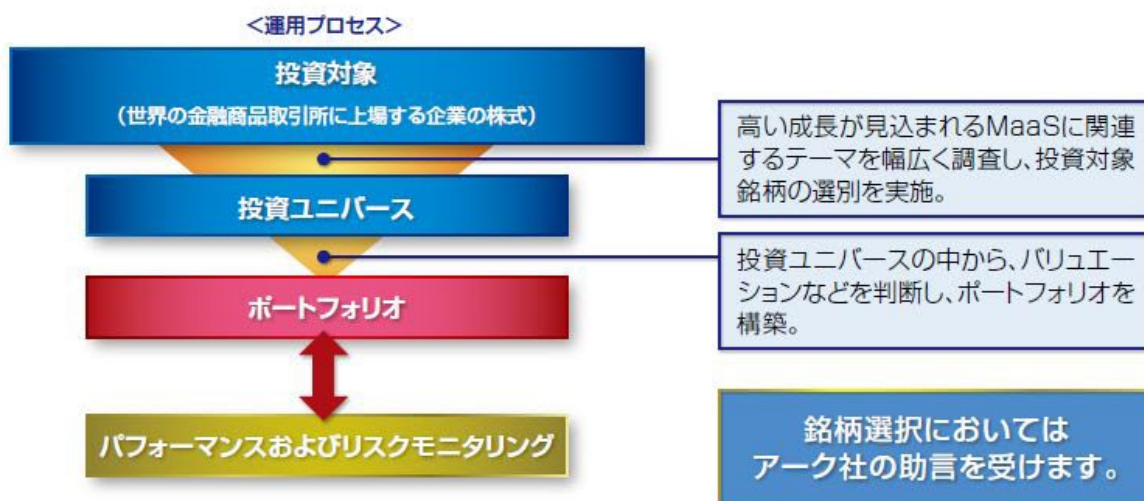 <運用プロセス>
投資対象
(世界の金融商品取引所に上場する企業の株式)
高い成長が見込まれるMaaSに関連
するテーマを幅広く調査し、投資対象
銘柄の選別を実施。
投資ユニバース
投資ユニバースの中から、バリュエー
ションなどを判断し、ポートフォリオを
構築。
ポートフォリオ
パフォーマンスおよびリスクモニタリング
銘柄選択においては
アーク社の助言を受けます。